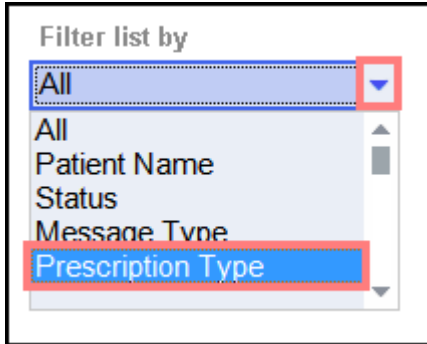 Filter list by
All
All
Patient Name
Status
Message Type
Prescription Type